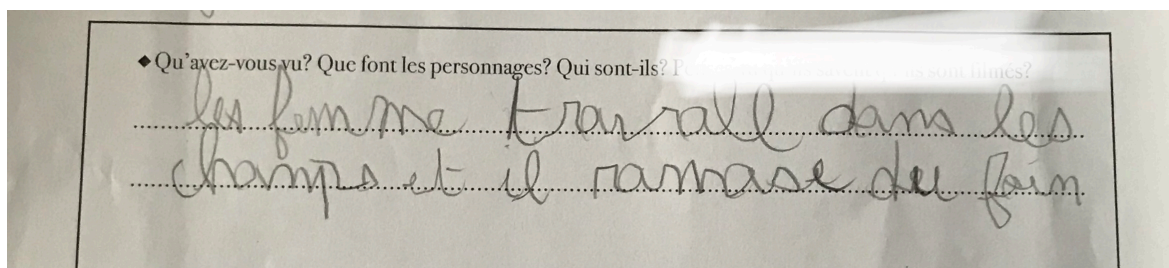 ◆ Qu'avez-vous vu? Que font les personnages? Qui sont-ils?
les femme travall dans les
champs et il ramase du foin